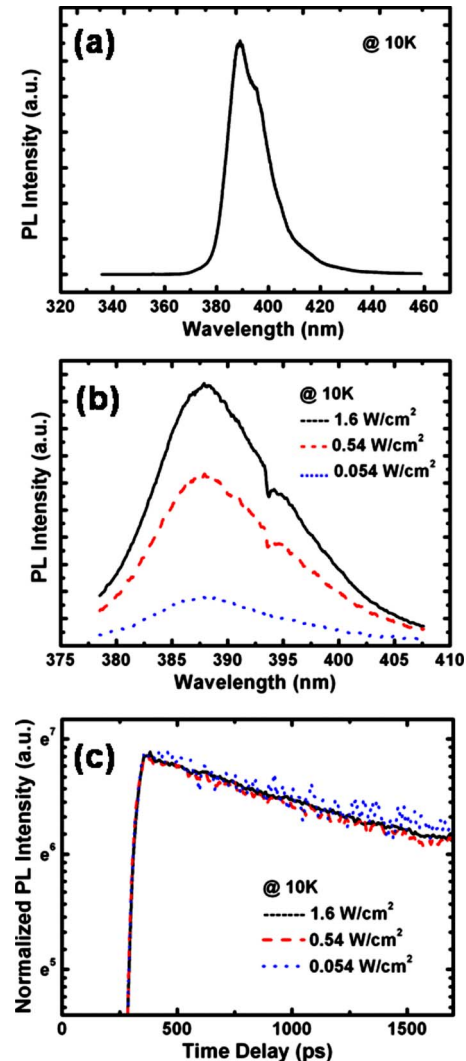 (a)
@ 10K
PL Intensity (a.u.)
320 340 360 380 400 420 440 460
Wavelength (nm)
(b)
@ 10K
1.6 W/cm²
0.54 W/cm²
0.054 W/cm²
PL Intensity (a.u.)
375 380 385 390 395 400 405 410
Wavelength (nm)
(c)
e⁷
e⁶
e⁵
@ 10K
1.6 W/cm²
0.54 W/cm²
0.054 W/cm²
Normalized PL Intensity (a.u.)
0 500 1000 1500
Time Delay (ps)